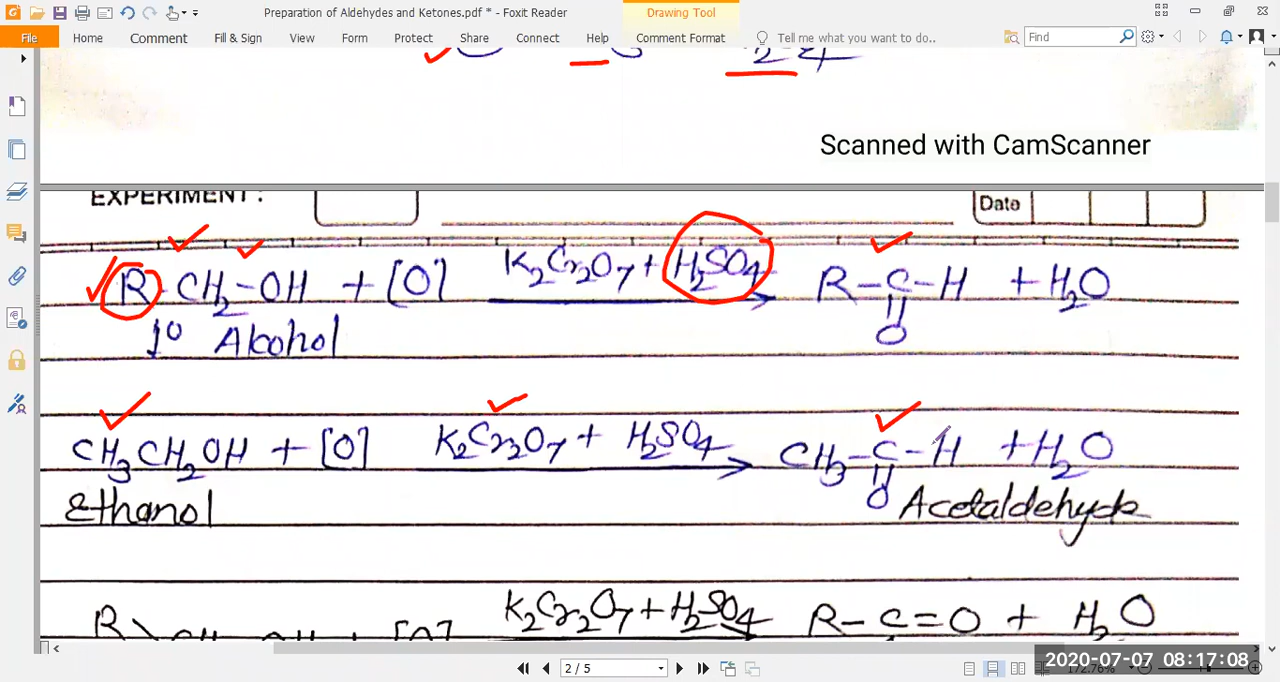 Preparation of Aldehydes and Ketones.pdf * - Foxit Reader
Drawing Tool
File Home Comment Fill & Sign View Form Protect Share Connect Help Comment Format Tell me what you want to do.. Find
Scanned with CamScanner
EXPERIMENT :
Date
R-CH2-OH + [O] K2Cr2O7 + H2SO4 R-C-H + H2O
O
1° Alcohol
CH3CH2OH + [O] K2Cr2O7 + H2SO4 CH3-C-H + H2O
O
Ethanol Acetaldehyde
K2Cr2O7 + H2SO4
R R-C=O + H2O
2 / 5
2020-07-07 08:17:08